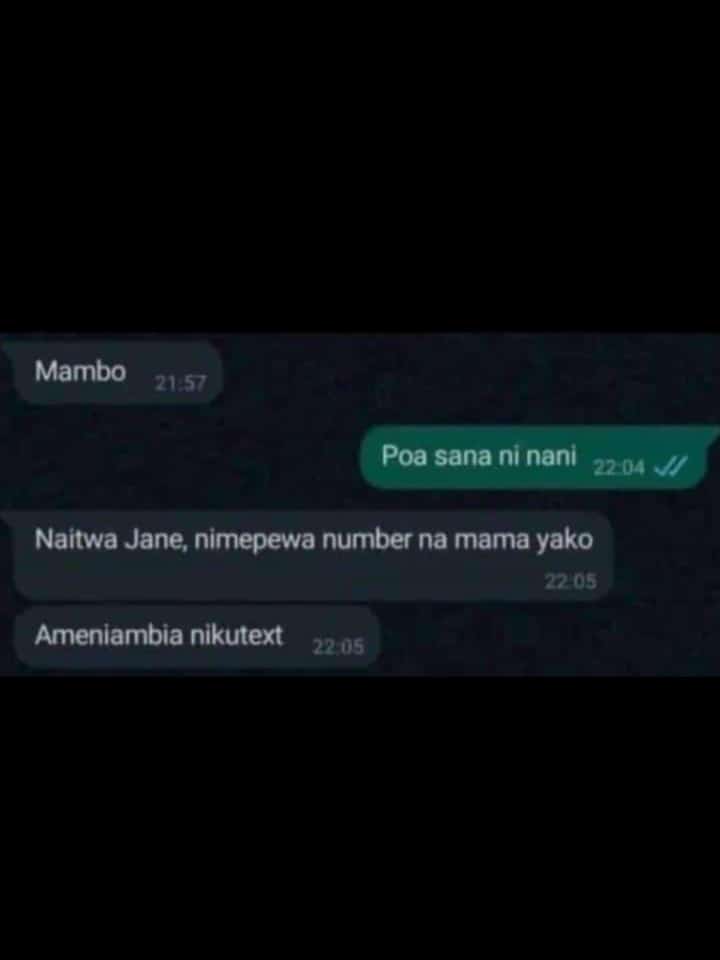 Mambo 21:57
Poa sana ni nani 22:04
Naitwa Jane, nimepewa number na mama yako
22:05
Ameniambia nikutext 22:05